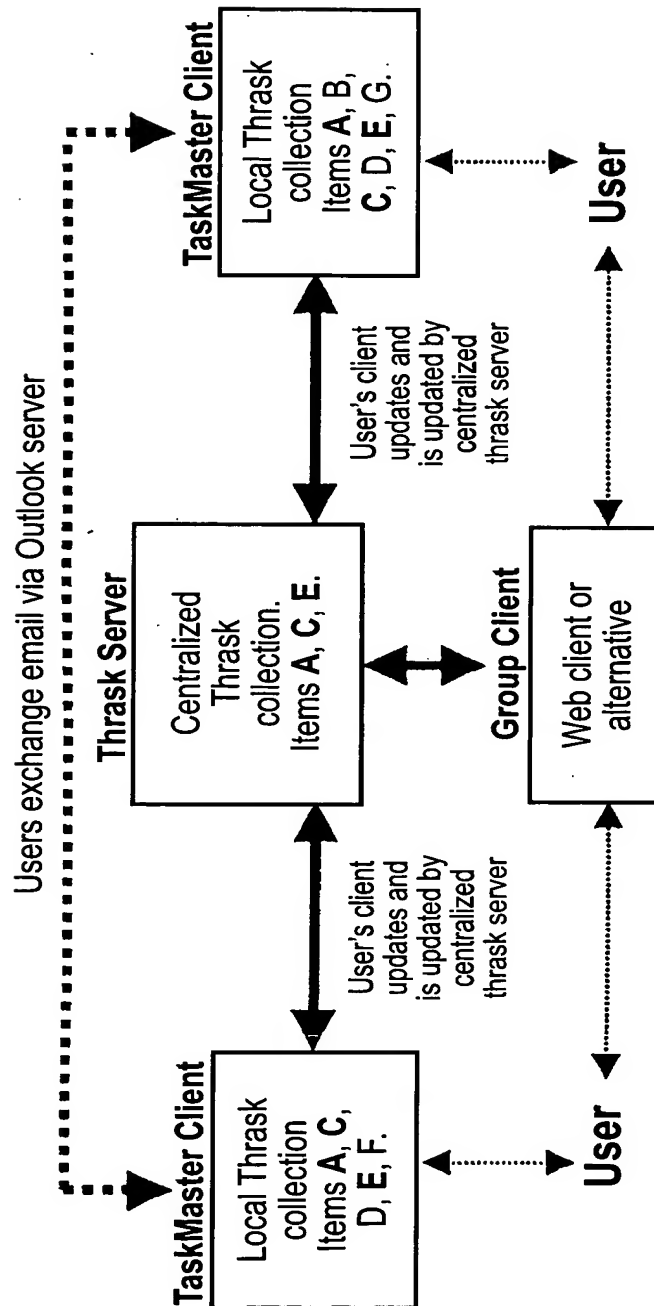 Users exchange email via Outlook server
TaskMaster Client
Local Thrask
collection
Items A, C,
D, E, F.
User's client
updates and
is updated by
centralized
thrask server
Thrask Server
Centralized
Thrask
collection.
Items A, C, E.
User's client
updates and
is updated by
centralized
thrask server
TaskMaster Client
Local Thrask
collection
Items A, B,
C, D, E, G.
User
Group Client
Web client or
alternative
User